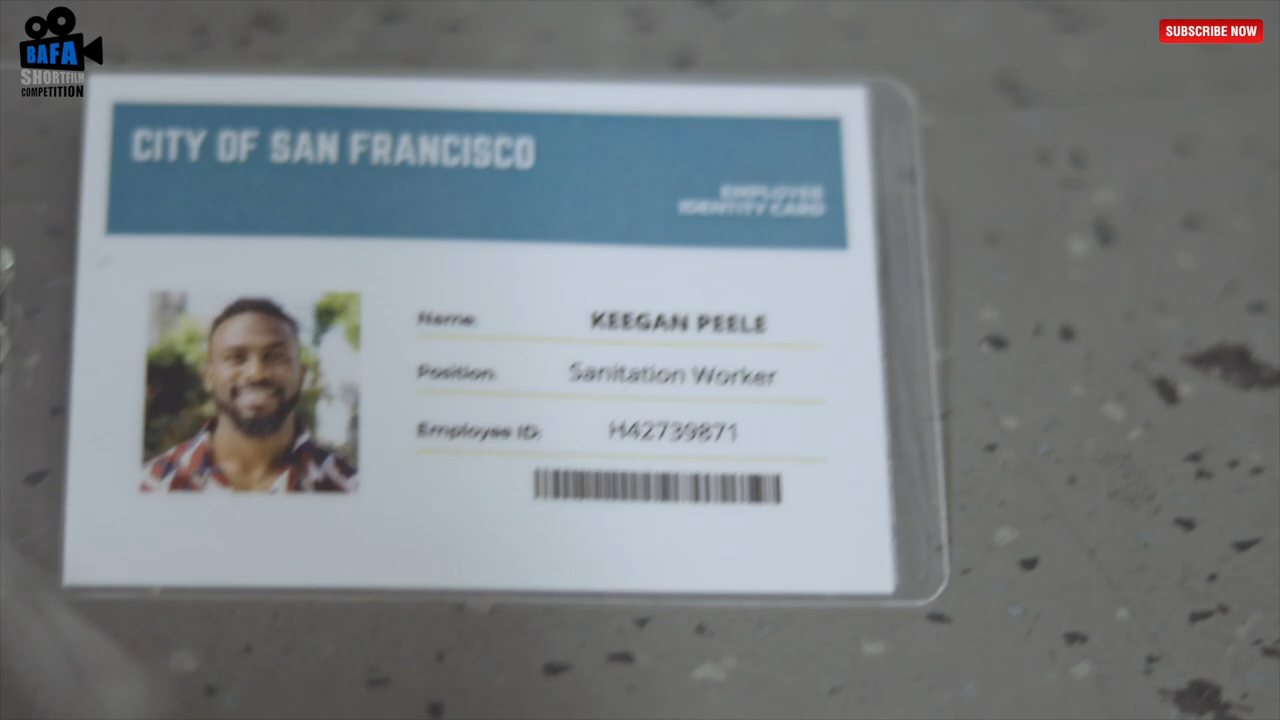 BAFA
SHORTFILM
COMPETITION
SUBSCRIBE NOW
CITY OF SAN FRANCISCO
EMPLOYEE
IDENTITY CARD
Name:
KEEGAN PEELE
Position:
Sanitation Worker
Employee ID:
H42739871